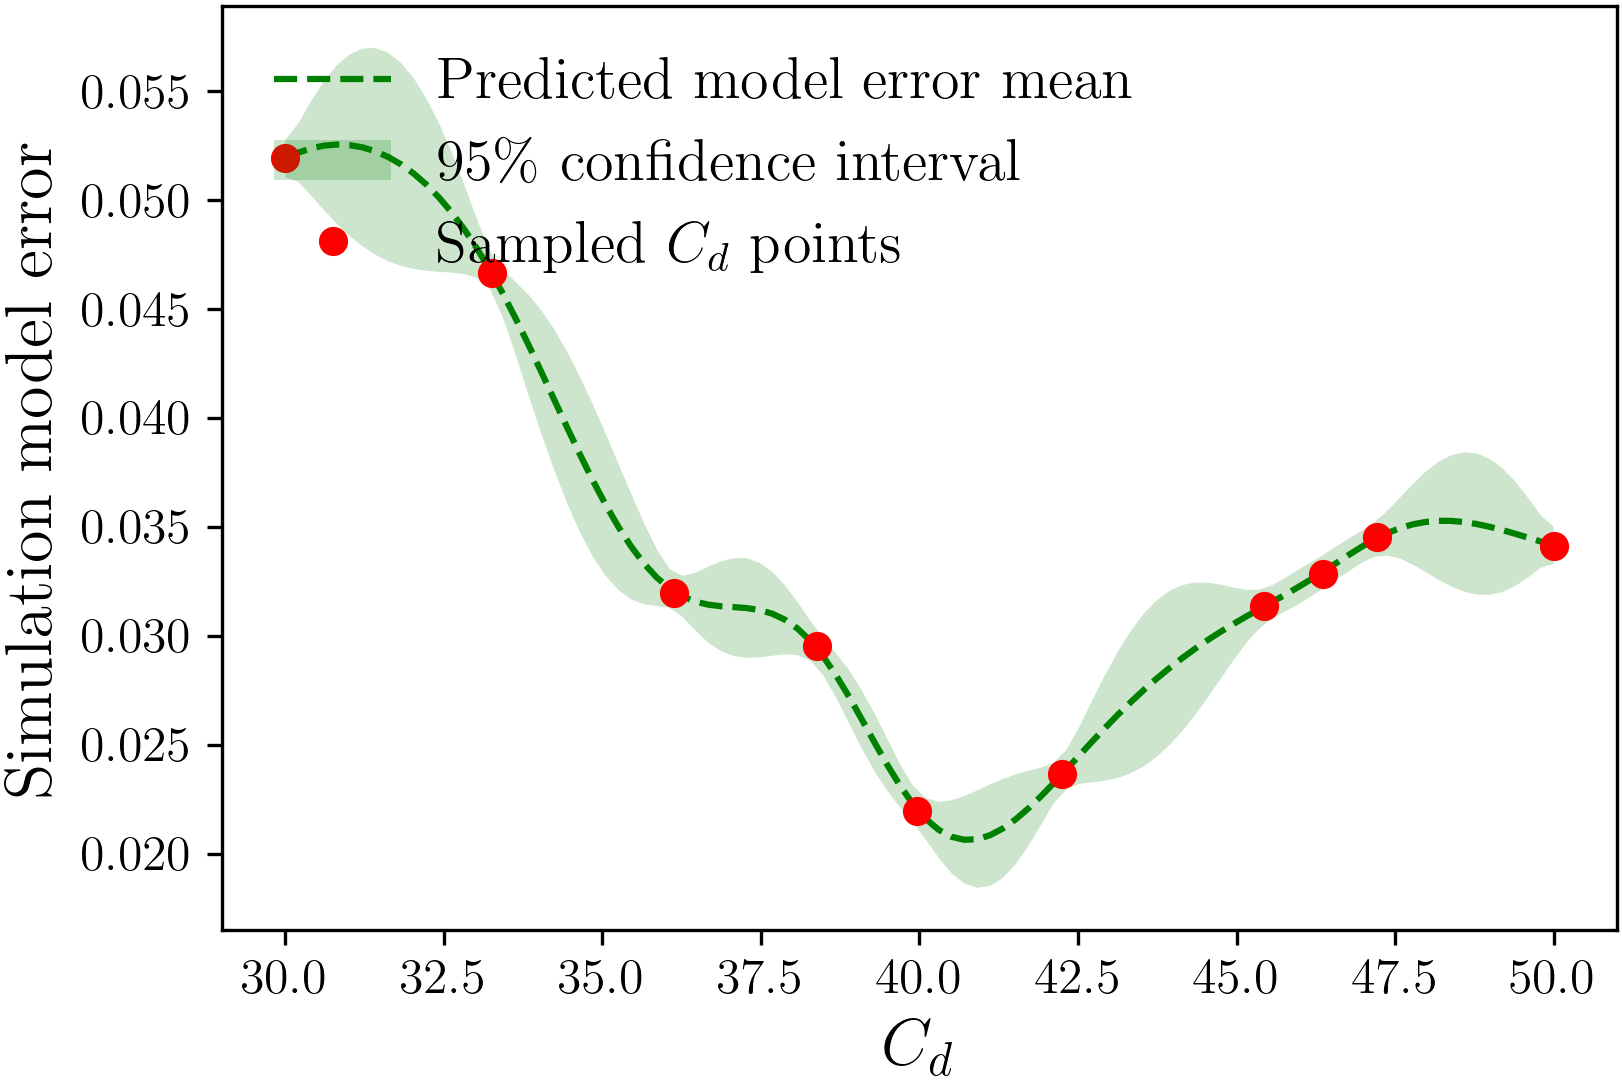 Predicted model error mean
95% confidence interval
Sampled C_d points
Simulation model error
0.055
0.050
0.045
0.040
0.035
0.030
0.025
0.020
30.0 32.5 35.0 37.5 40.0 42.5 45.0 47.5 50.0
C_d